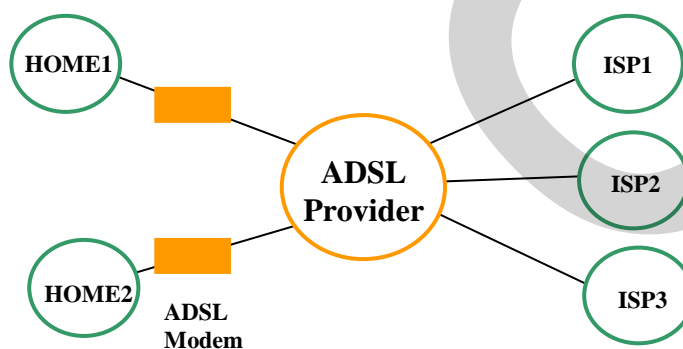 HOME1
ISP1
ADSL
Provider
ISP2
HOME2
ISP3
ADSL
Modem